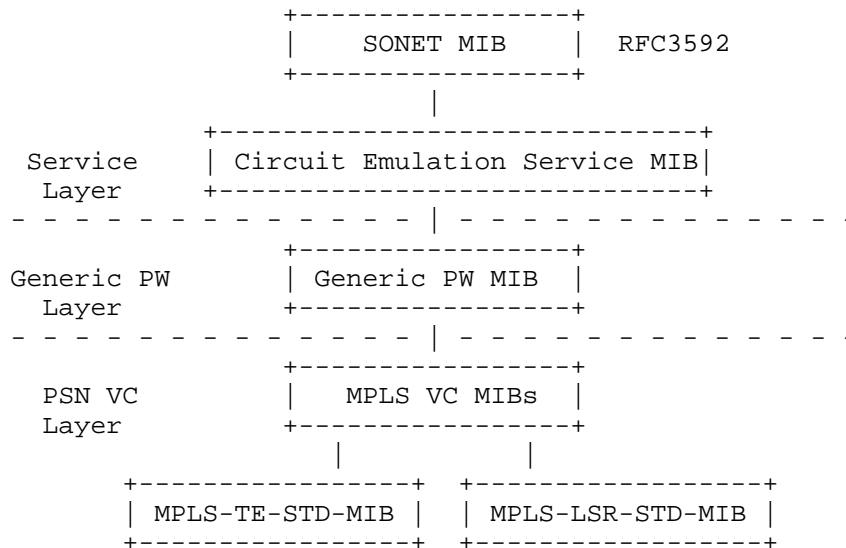 +-----------------+
| SONET MIB | RFC3592
+-----------------+
|
+------------------------------+
Service | Circuit Emulation Service MIB|
Layer +------------------------------+
- - - - - - - - - - - - - | - - - - - - - - - - - - -
+-----------------+
Generic PW | Generic PW MIB |
Layer +-----------------+
- - - - - - - - - - - - - | - - - - - - - - - - - - -
+-----------------+
PSN VC | MPLS VC MIBs |
Layer +-----------------+
| |
+-----------------+ +------------------+
| MPLS-TE-STD-MIB | | MPLS-LSR-STD-MIB |
+-----------------+ +------------------+